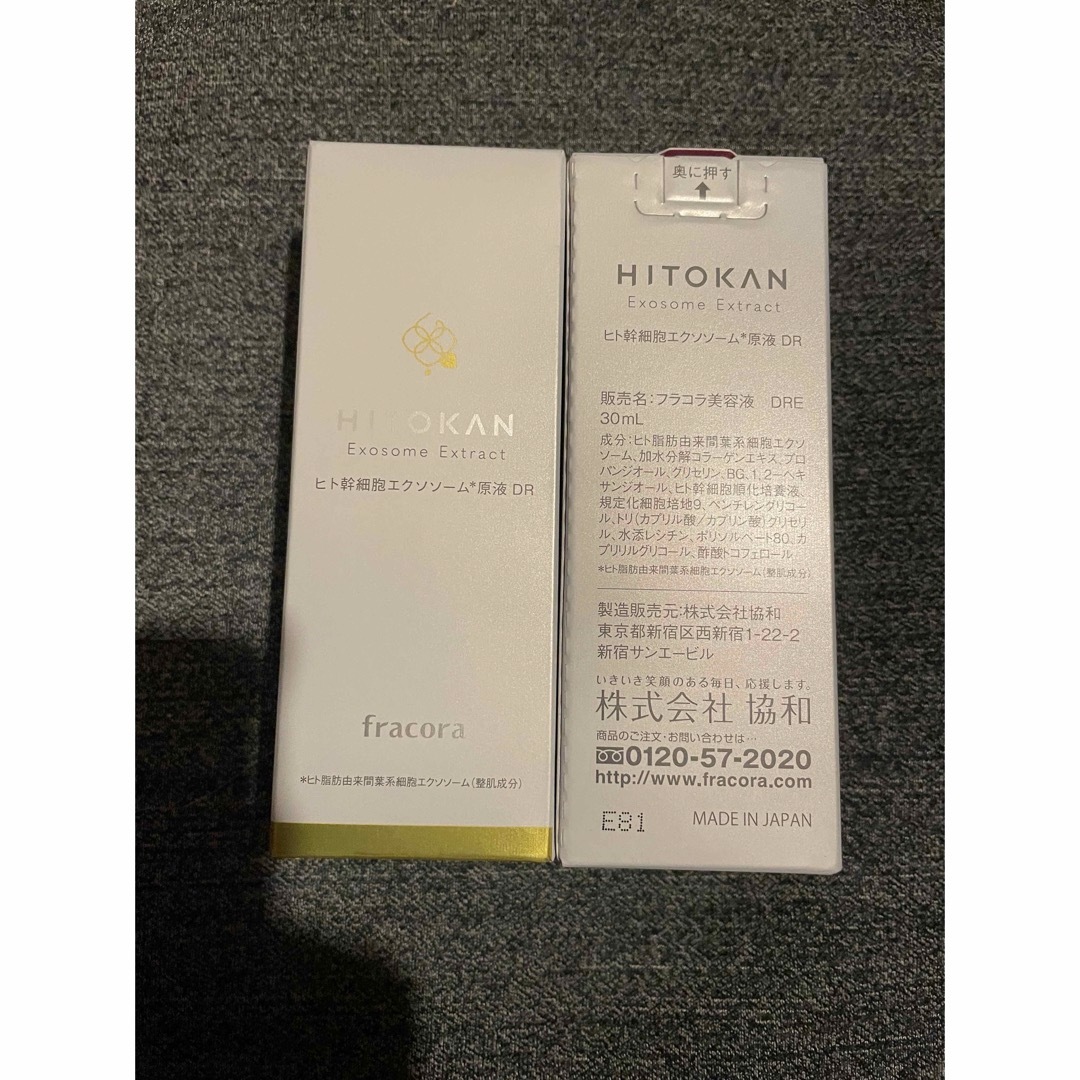 HITOKAN
Exosome Extract
ヒト幹細胞エクソソーム*原液 DR
fracora
*ヒト脂肪由来間葉系細胞エクソソーム(整肌成分)
奥に押す
HITOKAN
Exosome Extract
ヒト幹細胞エクソソーム*原液 DR
販売名:フラコラ美容液 DRE
30mL
成分:ヒト脂肪由来間葉系細胞エクソ
ソーム、加水分解コラーゲンエキス、プロ
パンジオール、グリセリン、BG、1,2-ヘキ
サンジオール、ヒト幹細胞順化培養液、
規定化細胞培地9、ペンチレングリコー
ル、トリ(カプリル酸/カプリン酸)グリセリ
ル、水添レシチン、ポリソルベート80、カ
プリリルグリコール、酢酸トコフェロール
*ヒト脂肪由来間葉系細胞エクソソーム(整肌成分)
製造販売元:株式会社協和
東京都新宿区西新宿1-22-2
新宿サンエービル
いきいき笑顔のある毎日、応援します。
株式会社 協和
商品のご注文・お問い合わせは…
0120-57-2020
http://www.fracora.com
E81 MADE IN JAPAN